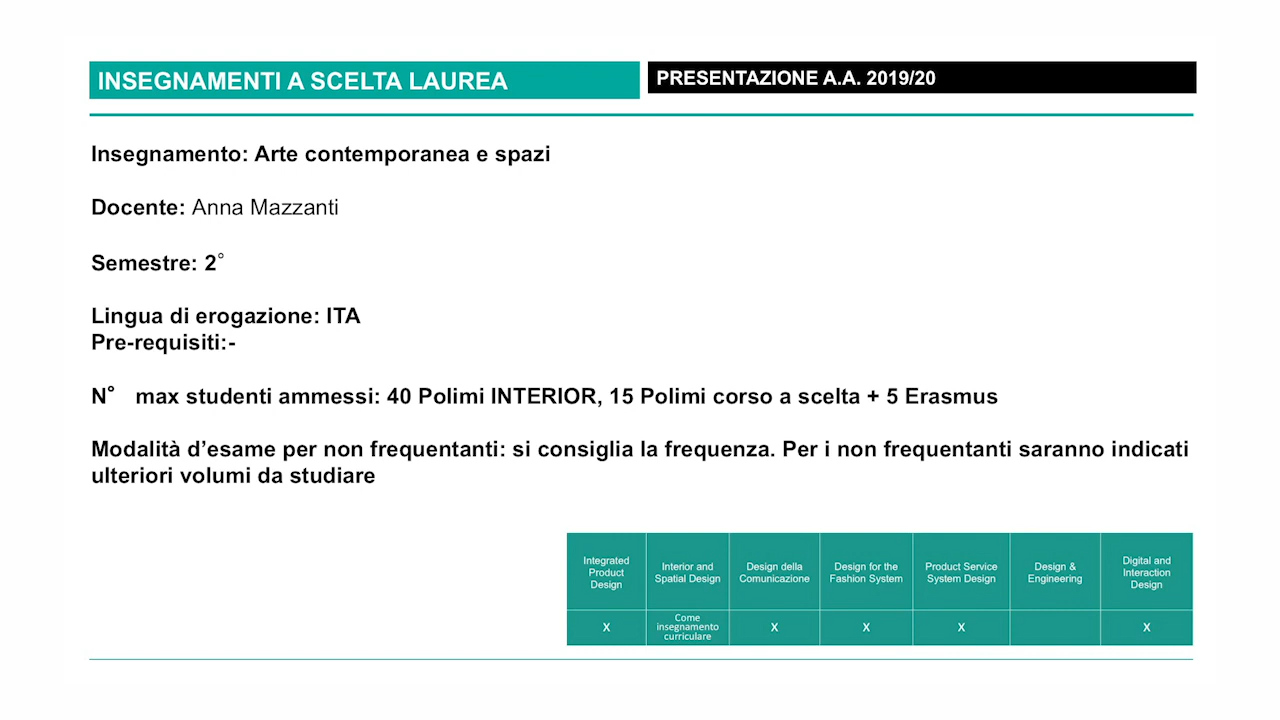 INSEGNAMENTI A SCELTA LAUREA
PRESENTAZIONE A.A. 2019/20
Insegnamento: Arte contemporanea e spazi
Docente: Anna Mazzanti
Semestre: 2°
Lingua di erogazione: ITA
Pre-requisiti:-
N° max studenti ammessi: 40 Polimi INTERIOR, 15 Polimi corso a scelta + 5 Erasmus
Modalità d’esame per non frequentanti: si consiglia la frequenza. Per i non frequentanti saranno indicati
ulteriori volumi da studiare
Integrated
Product
Design
Interior and
Spatial Design
Design della
Comunicazione
Design for the
Fashion System
Product Service
System Design
Design &
Engineering
Digital and
Interaction
Design
X
Come
insegnamento
curriculare
X
X
X
X